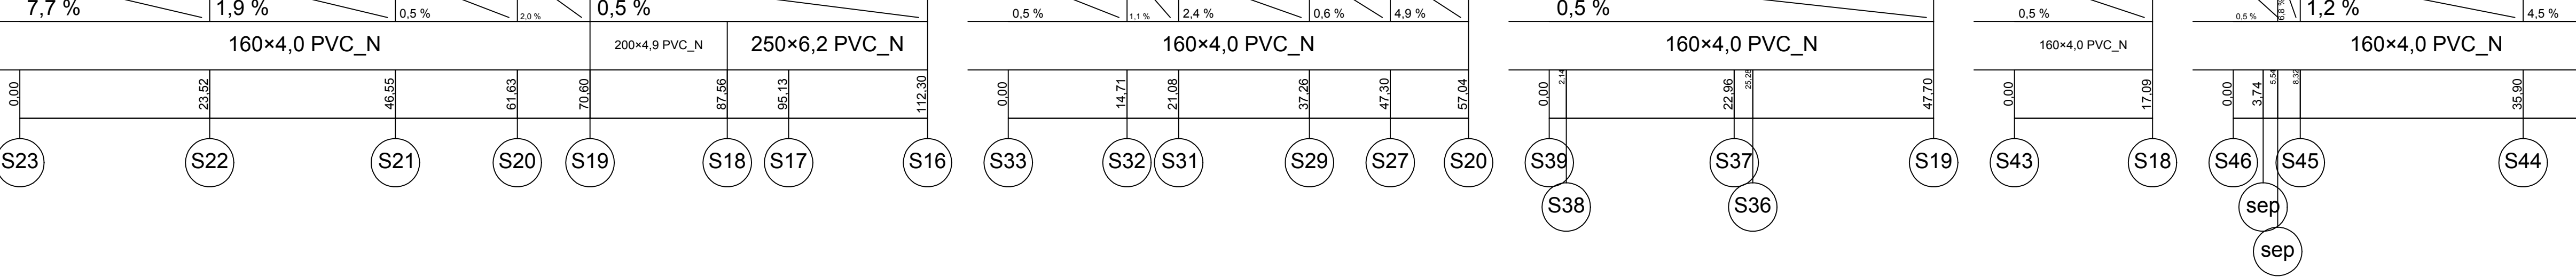 7,7 % 1,9 % 0,5 % 2,0 % 0,5 % 0,5 % 1,1 % 2,4 % 0,6 % 4,9 % 0,5 % 0,5 % 0,5 % 6,8 % 1,2 % 4,5 %
160×4,0 PVC_N 200×4,9 PVC_N 250×6,2 PVC_N 160×4,0 PVC_N 160×4,0 PVC_N 160×4,0 PVC_N 160×4,0 PVC_N
0,00 23,52 46,55 61,63 70,60 87,56 95,13 112,30 0,00 14,71 21,08 37,26 47,30 57,04 0,00 2,14 22,96 25,28 47,70 0,00 17,09 0,00 3,74 5,54 8,32 35,90
S23 S22 S21 S20 S19 S18 S17 S16 S33 S32 S31 S29 S27 S20 S39 S37 S19 S43 S18 S46 S45 S44
S38 S36 sep
sep